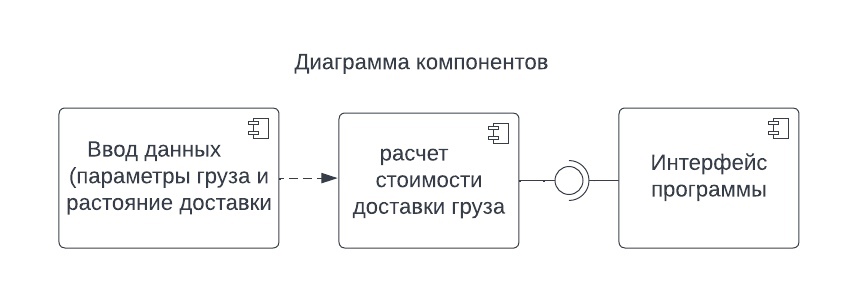 Диаграмма компонентов
Ввод данных
(параметры груза и
растояние доставки
расчет
стоимости
доставки груза
Интерфейс
программы